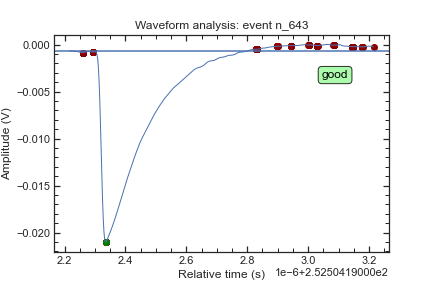 Waveform analysis: event n_643
0.000
−0.005
−0.010
−0.015
−0.020
Amplitude (V)
good
2.2 2.4 2.6 2.8 3.0 3.2
Relative time (s) 1e−6+2.5250419000e2